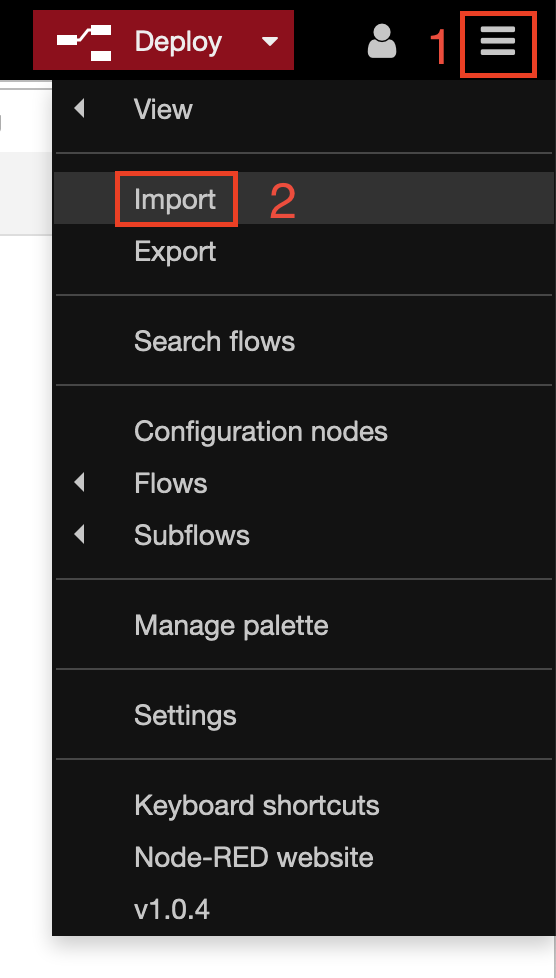 Deploy 1
View
Import 2
Export
Search flows
Configuration nodes
Flows
Subflows
Manage palette
Settings
Keyboard shortcuts
Node-RED website
v1.0.4